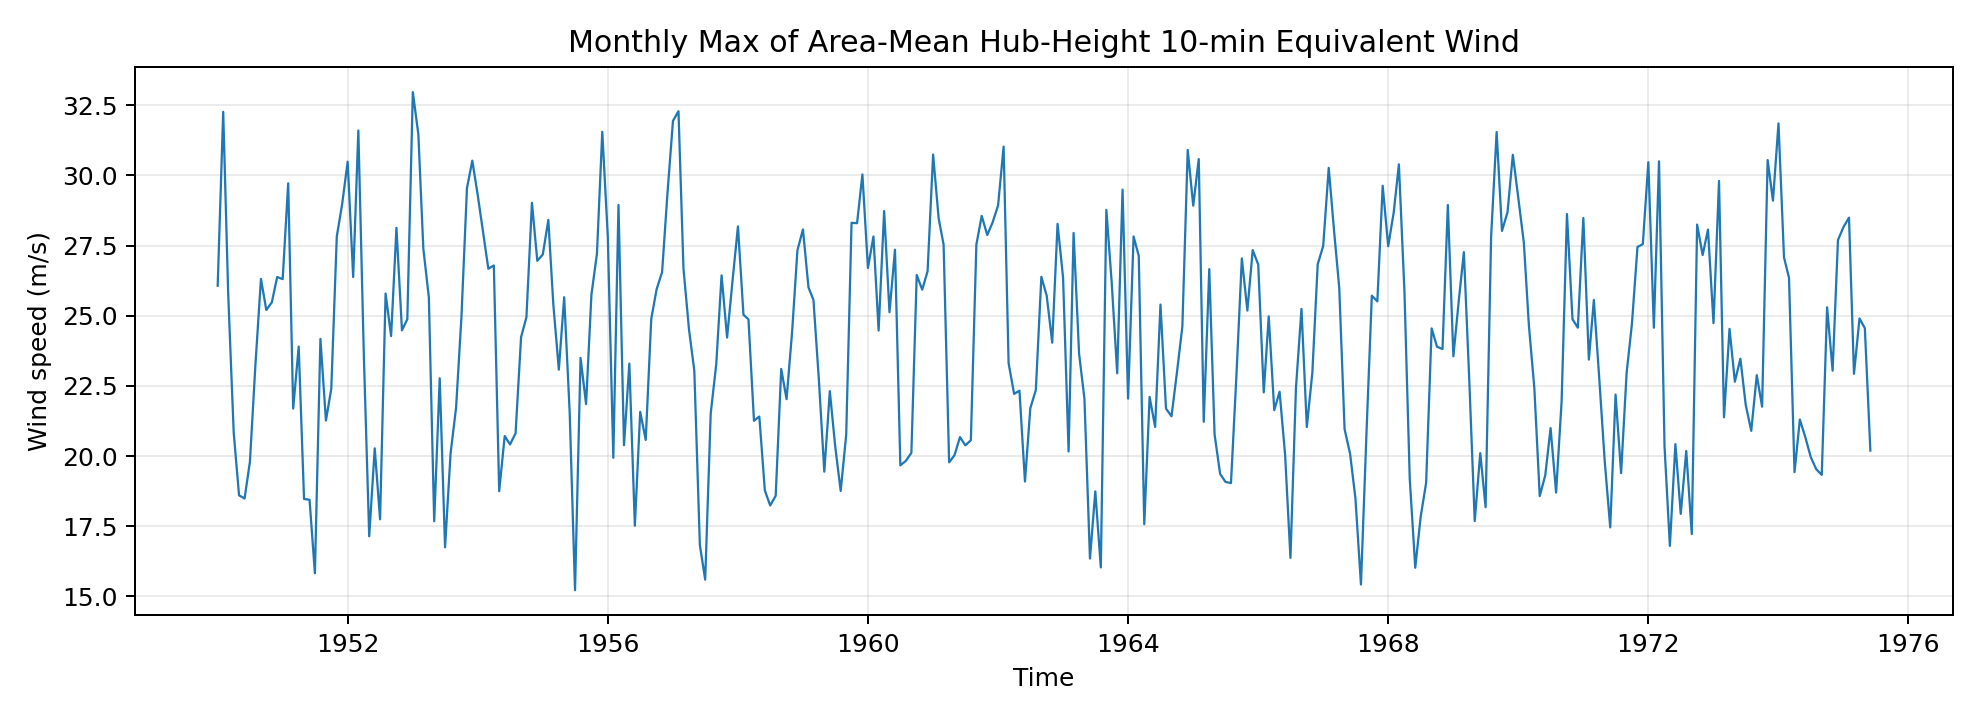 Monthly Max of Area-Mean Hub-Height 10-min Equivalent Wind
Wind speed (m/s)
32.5
30.0
27.5
25.0
22.5
20.0
17.5
15.0
1952 1956 1960 1964 1968 1972 1976
Time